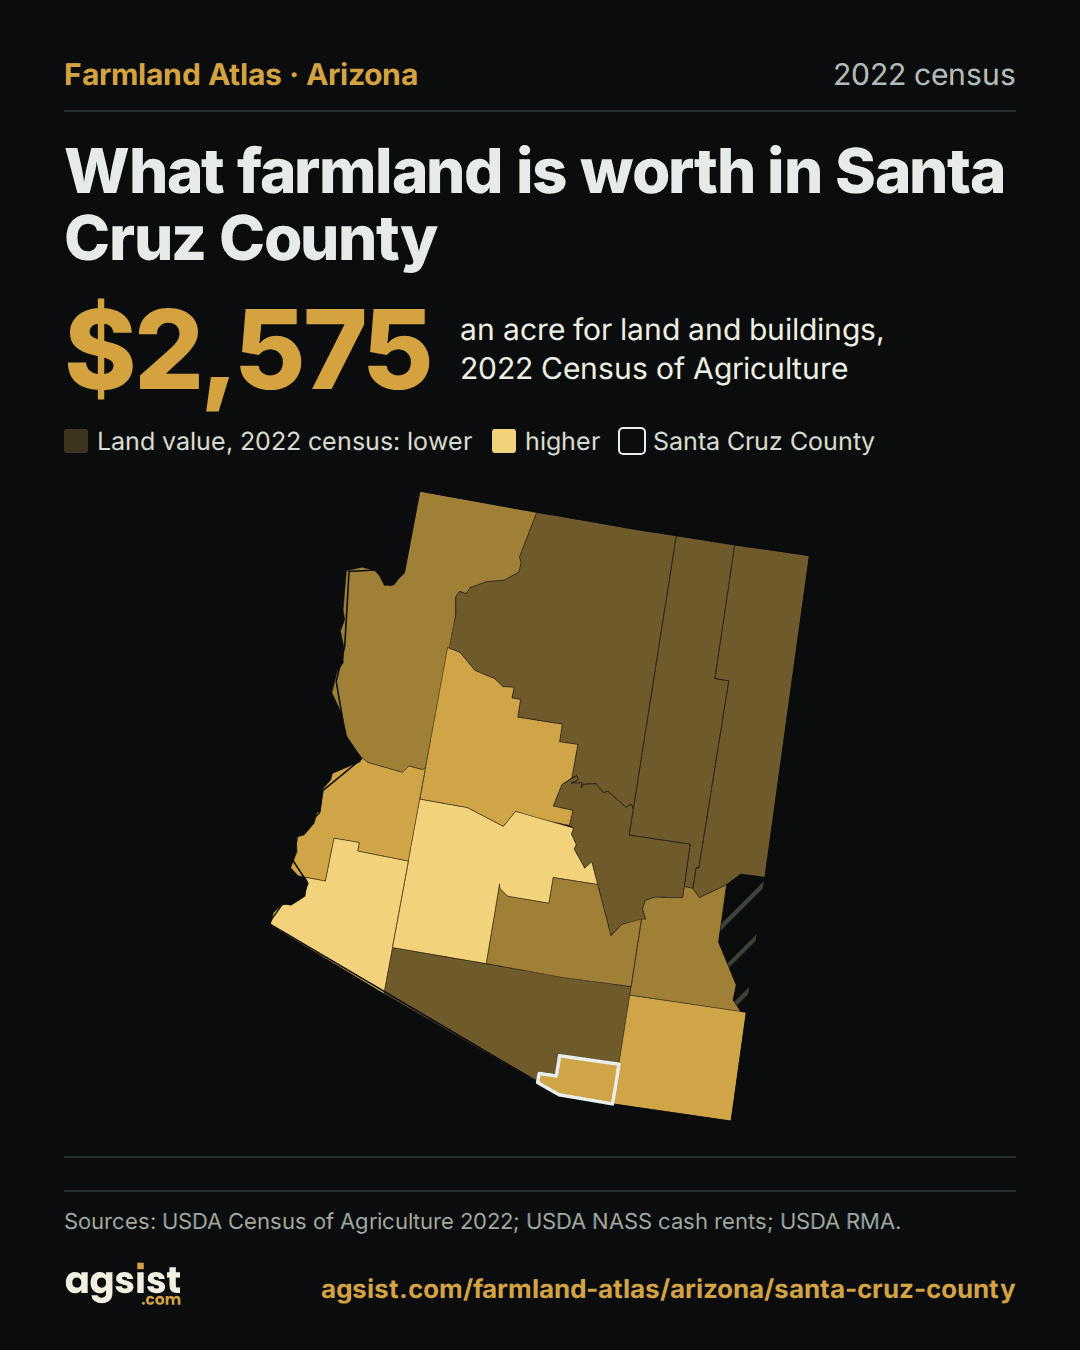 Farmland Atlas · Arizona
2022 census
What farmland is worth in Santa
Cruz County
$2,575
an acre for land and buildings,
2022 Census of Agriculture
Land value, 2022 census: lower
higher
Santa Cruz County
Sources: USDA Census of Agriculture 2022; USDA NASS cash rents; USDA RMA.
agsist
.com
agsist.com/farmland-atlas/arizona/santa-cruz-county